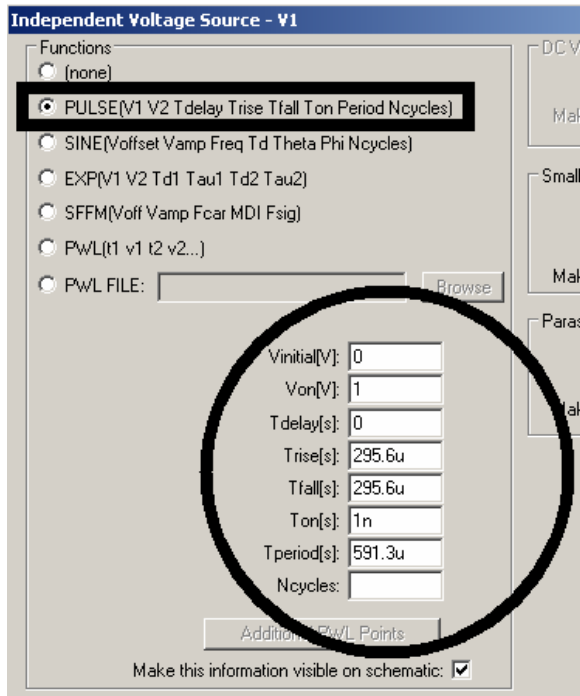 Independent Voltage Source - V1
Functions
DC V
(none)
PULSE(V1 V2 Tdelay Trise Tfall Ton Period Ncycles)
Mak
SINE(Voffset Vamp Freq Td Theta Phi Ncycles)
EXP(V1 V2 Td1 Tau1 Td2 Tau2)
Small
SFFM(Voff Vamp Fcar MDI Fsig)
PWL(t1 v1 t2 v2...)
PWL FILE:
Browse
Mak
Paras
Vinitial[V]: 0
Von[V]: 1
Tdelay[s]: 0
Mak
Trise[s]: 295.6u
Tfall[s]: 295.6u
Ton[s]: 1n
Tperiod[s]: 591.3u
Ncycles:
Additional PWL Points
Make this information visible on schematic: